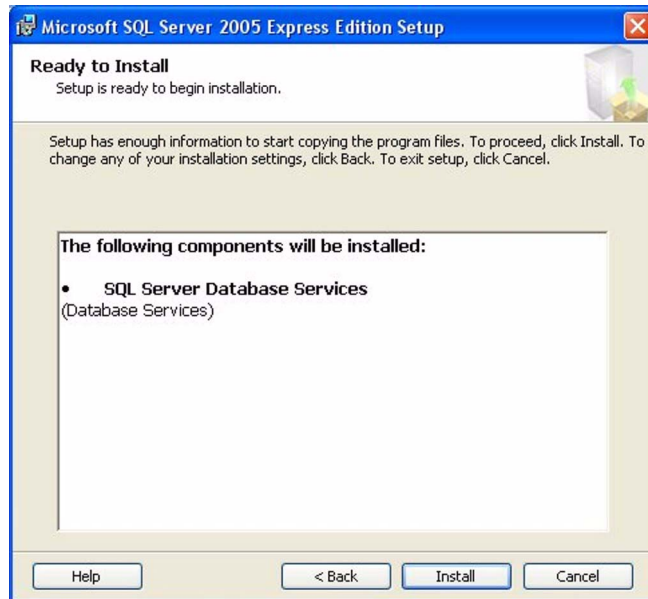 Microsoft SQL Server 2005 Express Edition Setup
Ready to Install
Setup is ready to begin installation.
Setup has enough information to start copying the program files. To proceed, click Install. To
change any of your installation settings, click Back. To exit setup, click Cancel.
The following components will be installed:
• SQL Server Database Services
(Database Services)
Help
< Back
Install
Cancel